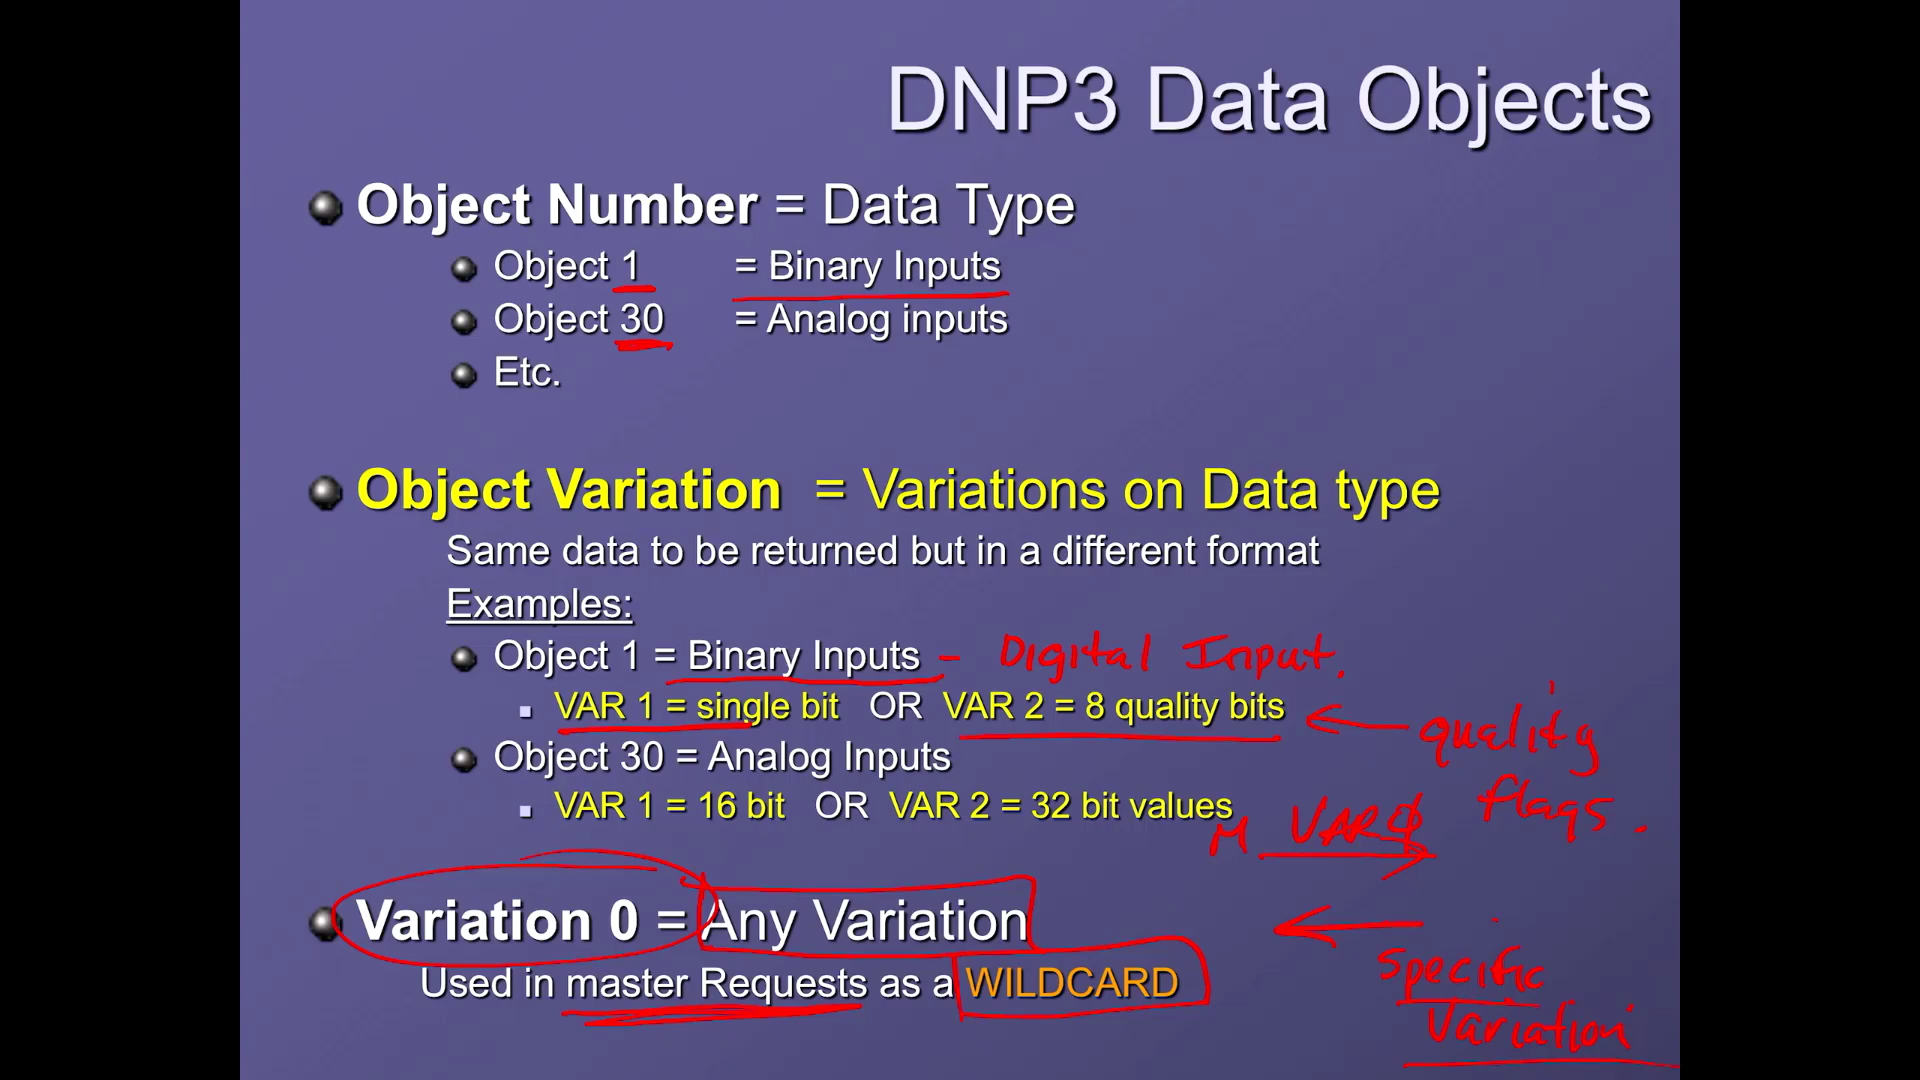 DNP3 Data Objects
Object Number = Data Type
Object 1 = Binary Inputs
Object 30 = Analog inputs
Etc.
Object Variation = Variations on Data type
Same data to be returned but in a different format
Examples:
Object 1 = Binary Inputs - Digital Input.
VAR 1 = single bit OR VAR 2 = 8 quality bits
quality
flags.
Object 30 = Analog Inputs
VAR 1 = 16 bit OR VAR 2 = 32 bit values
M VARØ
Variation 0 = Any Variation
Used in master Requests as a WILDCARD
specific
variation